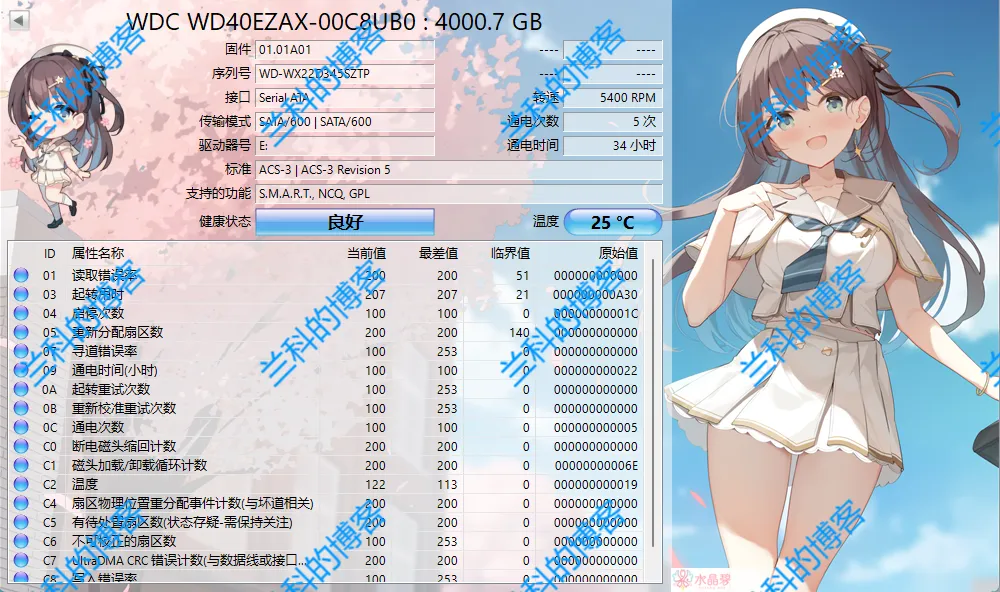 WDC WD40EZAX-00C8UB0 : 4000.7 GB
固件 01.01A01 ---- ----
序列号 WD-WX22D345SZTP ---- ----
接口 Serial ATA 转速 5400 RPM
传输模式 SATA/600 | SATA/600 通电次数 5 次
驱动器号 E: 通电时间 34 小时
标准 ACS-3 | ACS-3 Revision 5
支持的功能 S.M.A.R.T., NCQ, GPL
健康状态 良好 温度 25 °C
ID 属性名称 当前值 最差值 临界值 原始值
01 读取错误率 200 200 51 000000000000
03 起转用时 207 207 21 000000000A30
04 启停次数 100 100 0 00000000001C
05 重新分配扇区数 200 200 140 000000000000
07 寻道错误率 100 253 0 000000000000
09 通电时间(小时) 100 100 0 000000000022
0A 起转重试次数 100 253 0 000000000000
0B 重新校准重试次数 100 253 0 000000000000
0C 通电次数 100 100 0 000000000005
C0 断电磁头缩回计数 200 200 0 000000000000
C1 磁头加载/卸载循环计数 200 200 0 00000000006E
C2 温度 122 113 0 000000000019
C4 扇区物理位置重分配事件计数(与坏道相关) 200 200 0 000000000000
C5 有待处置扇区数(状态存疑-需保持关注) 200 200 0 000000000000
C6 不可校正的扇区数 100 253 0 000000000000
C7 UltraDMA CRC 错误计数(与数据线或接口... 200 200 0 000000000000
C8 写入错误率 100 253 0 000000000000
水晶雫
兰科的博客
兰科的博客
兰科的博客
兰科的博客
兰科的博客
兰科的博客
兰科的博客
兰科的博客
兰科的博客
兰科的博客
兰科的博客
兰科的博客